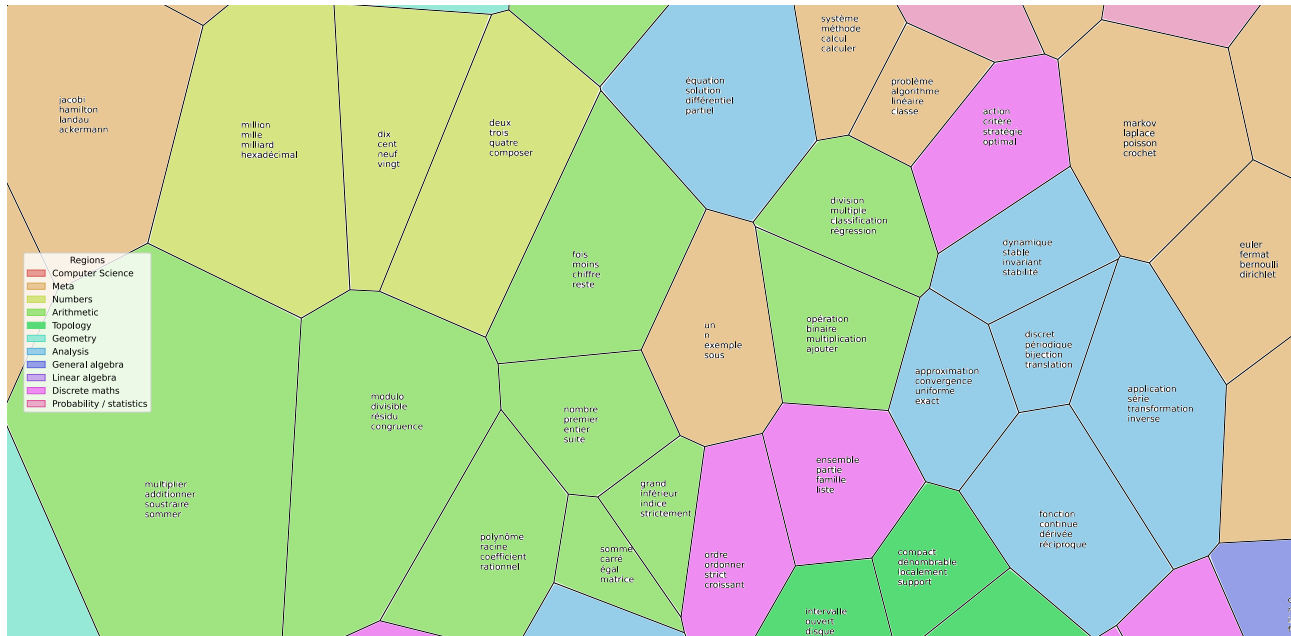 système
méthode
calcul
calculer
équation
solution
différentiel
partiel
problème
algorithme
linéaire
classe
jacobi
hamilton
landau
ackermann
million
mille
milliard
hexadécimal
dix
cent
neuf
vingt
deux
trois
quatre
composer
action
critère
stratégie
optimal
markov
laplace
poisson
crochet
division
multiple
classification
régression
dynamique
stable
invariant
stabilité
euler
fermat
bernoulli
dirichlet
fois
moins
chiffre
reste
Regions
Computer Science
Meta
Numbers
Arithmetic
Topology
Geometry
Analysis
General algebra
Linear algebra
Discrete maths
Probability / statistics
un
n
exemple
sous
opération
binaire
multiplication
ajouter
discret
périodique
bijection
translation
approximation
convergence
uniforme
exact
application
série
transformation
inverse
modulo
divisible
résidu
congruence
nombre
premier
entier
suite
ensemble
partie
famille
liste
multiplier
additionner
soustraire
sommer
grand
inférieur
indice
strictement
fonction
continue
dérivée
réciproque
polynôme
racine
coefficient
rationnel
somme
carré
égal
matrice
ordre
ordonner
strict
croissant
compact
dénombrable
localement
support
intervalle
ouvert
disque